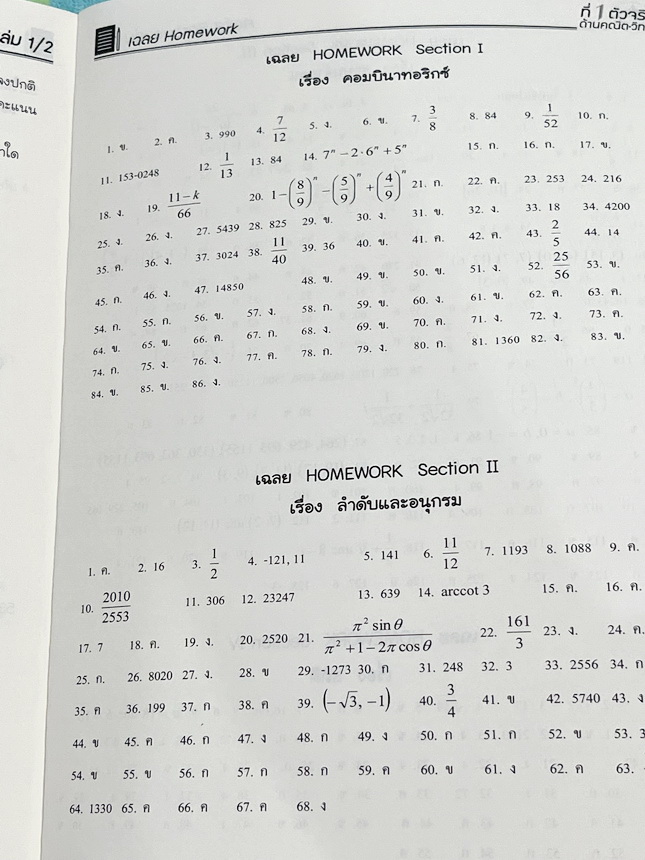 ล่ม 1/2
องปกติ
คะแนน
าใด
เฉลย Homework
ที่ 1 ตัวจริ
ด้านคณิต-วิท
เฉลย HOMEWORK Section I
เรื่อง คอมบินาทอริกซ์
1. ข. 2. ค. 3. 990 4. 7/12 5. ง. 6. ข. 7. 3/8 8. 84 9. 1/52 10. ก.
11. 153-0248 12. 1/13 13. 84 14. 7ⁿ − 2·6ⁿ + 5ⁿ 15. ก. 16. ก. 17. ข.
18. ง. 19. (11−k)/66 20. 1−(8/9)ⁿ−(5/9)ⁿ+(4/9)ⁿ 21. ก. 22. ค. 23. 253 24. 216
25. ง. 26. ง. 27. 5439 28. 825 29. ข. 30. ง. 31. ข. 32. ง. 33. 18 34. 4200
35. ค. 36. ง. 37. 3024 38. 11/40 39. 36 40. ข. 41. ค. 42. ค. 43. 2/5 44. 14
45. ก. 46. ง. 47. 14850 48. ข. 49. ข. 50. ข. 51. ง. 52. 25/56 53. ข.
54. ก. 55. ก. 56. ข. 57. ง. 58. ก. 59. ข. 60. ง. 61. ข. 62. ค. 63. ค.
64. ข. 65. ข. 66. ค. 67. ก. 68. ง. 69. ข. 70. ค. 71. ง. 72. ง. 73. ค.
74. ก. 75. ง. 76. ง. 77. ค. 78. ก. 79. ง. 80. ก. 81. 1360 82. ง. 83. ข.
84. ข. 85. ข. 86. ง.
เฉลย HOMEWORK Section II
เรื่อง ลำดับและอนุกรม
1. ค. 2. 16 3. 1/2 4. -121, 11 5. 141 6. 11/12 7. 1193 8. 1088 9. ค.
10. 2010/2553 11. 306 12. 23247 13. 639 14. arccot 3 15. ค. 16. ค.
17. 7 18. ค. 19. ง. 20. 2520 21. π² sin θ/(π² + 1 − 2π cos θ) 22. 161/3 23. ง. 24. ค.
25. ก. 26. 8020 27. ง. 28. ข 29. -1273 30. ก 31. 248 32. 3 33. 2556 34. ก
35. ค 36. 199 37. ก 38. ค 39. (−√3, −1) 40. 3/4 41. ข 42. 5740 43. ง
44. ข 45. ค 46. ก 47. ง 48. ก 49. ง 50. ก 51. ก 52. ข 53. 3
54. ข 55. ข 56. ก 57. ก 58. ก 59. ค 60. ข 61. ง 62. ค 63.
64. 1330 65. ค 66. ค 67. ค 68. ง